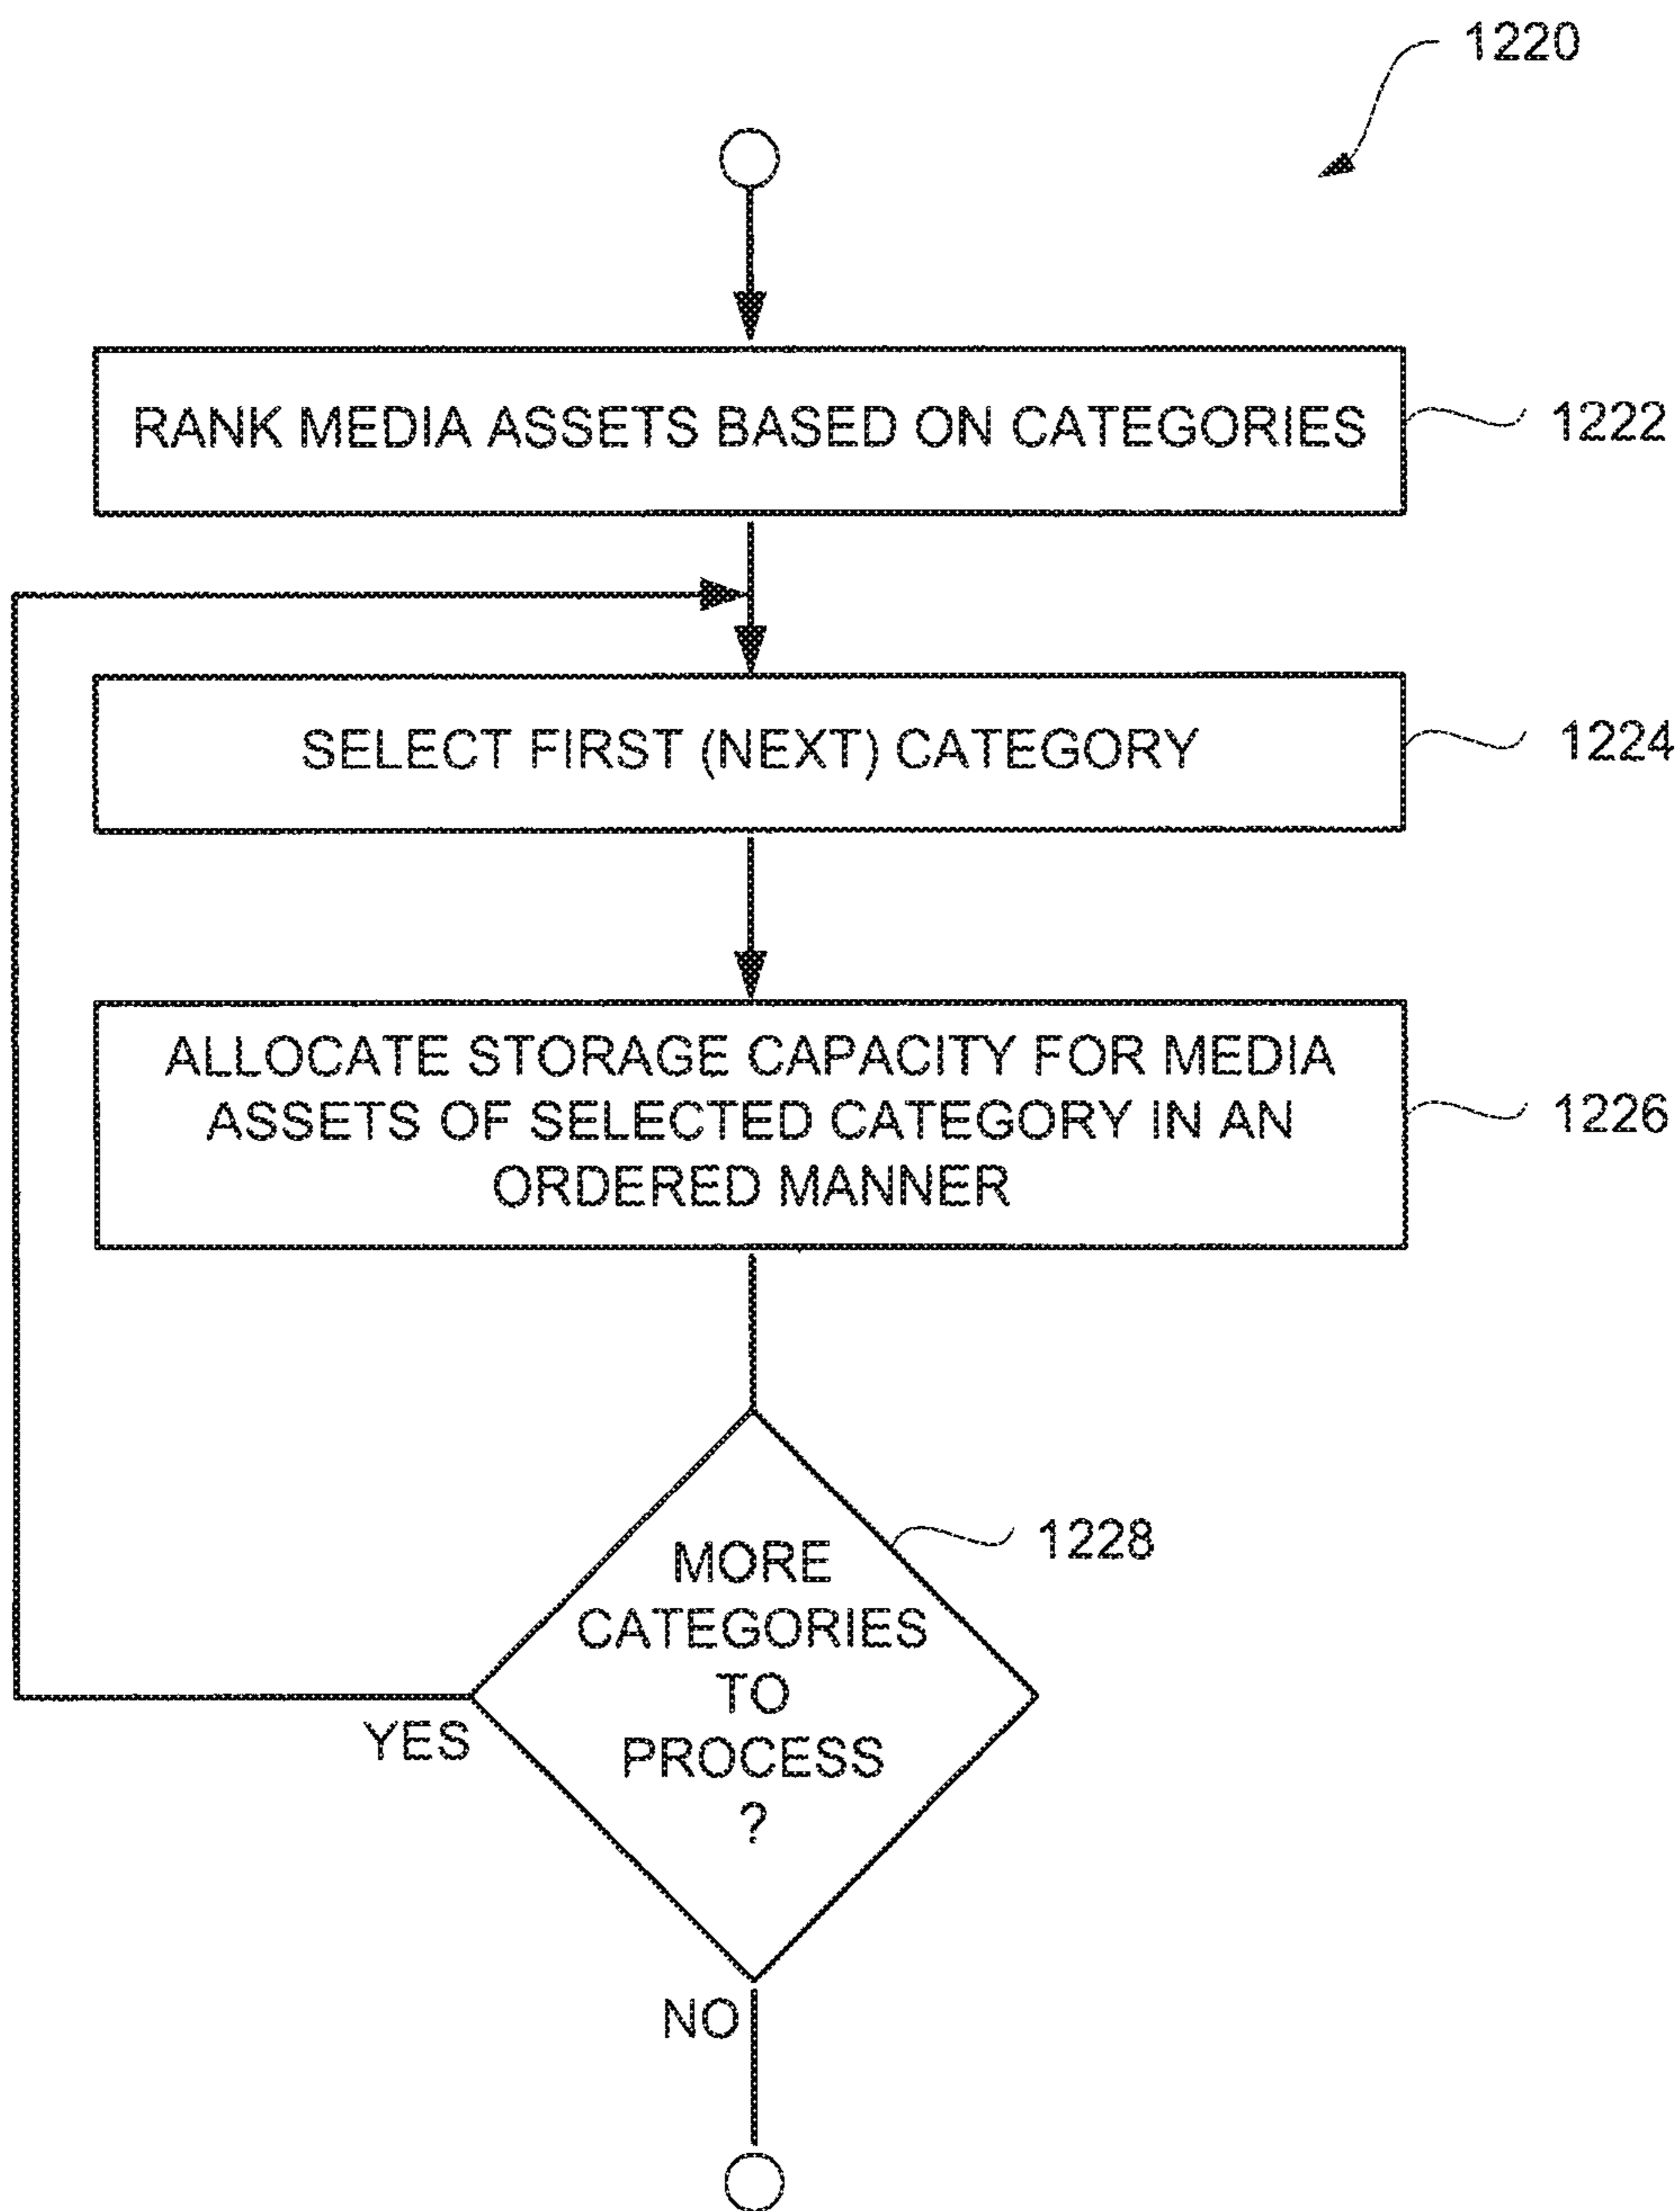 1220
RANK MEDIA ASSETS BASED ON CATEGORIES
1222
SELECT FIRST (NEXT) CATEGORY
1224
ALLOCATE STORAGE CAPACITY FOR MEDIA
ASSETS OF SELECTED CATEGORY IN AN
ORDERED MANNER
1226
MORE
CATEGORIES
TO
PROCESS
?
1228
YES
NO